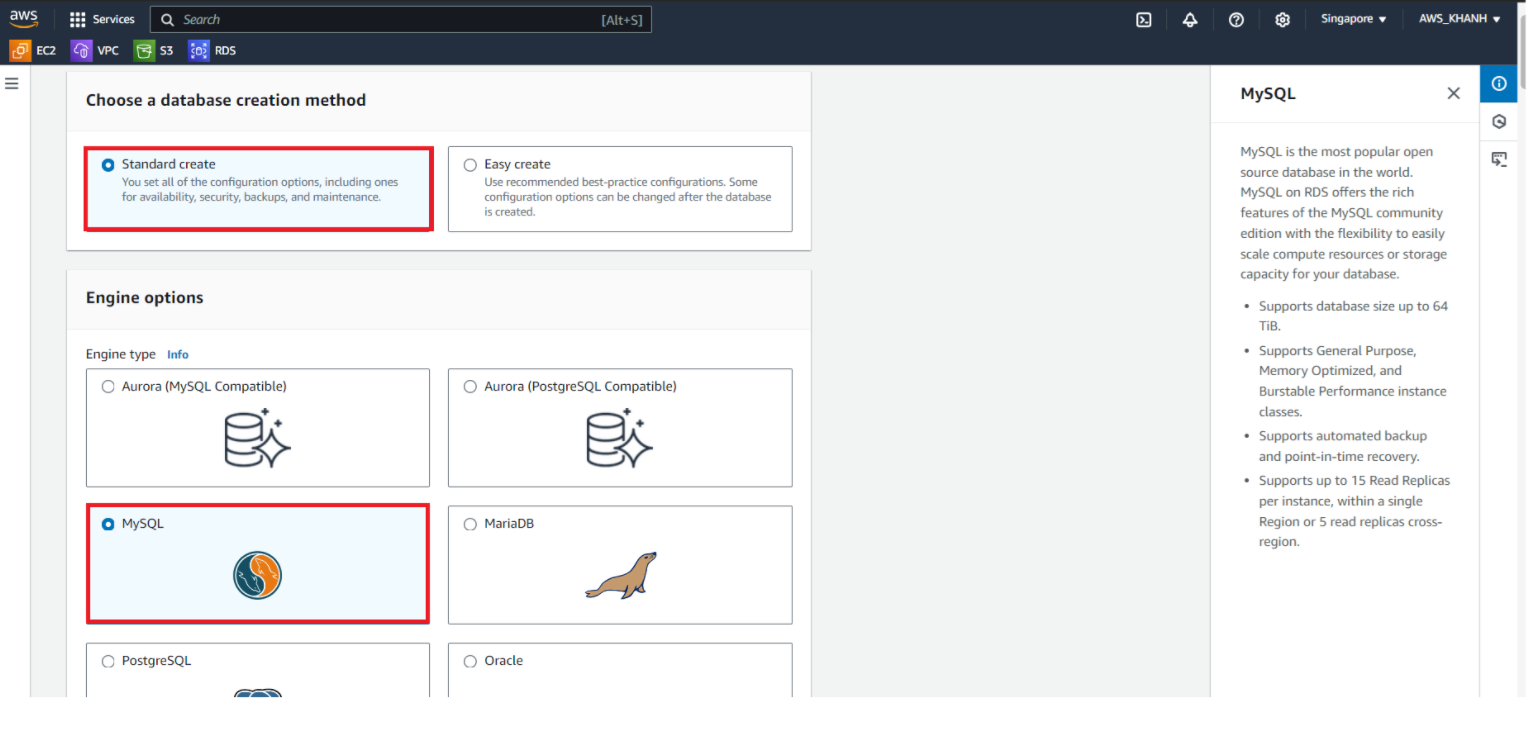 aws
Services
Search
[Alt+S]
Singapore
AWS_KHANH
EC2
VPC
S3
RDS
Choose a database creation method
Standard create
You set all of the configuration options, including ones
for availability, security, backups, and maintenance.
Easy create
Use recommended best-practice configurations. Some
configuration options can be changed after the database
is created.
Engine options
Engine type Info
Aurora (MySQL Compatible)
Aurora (PostgreSQL Compatible)
MySQL
MariaDB
PostgreSQL
Oracle
MySQL
MySQL is the most popular open
source database in the world.
MySQL on RDS offers the rich
features of the MySQL community
edition with the flexibility to easily
scale compute resources or storage
capacity for your database.
• Supports database size up to 64
TiB.
• Supports General Purpose,
Memory Optimized, and
Burstable Performance instance
classes.
• Supports automated backup
and point-in-time recovery.
• Supports up to 15 Read Replicas
per instance, within a single
Region or 5 read replicas cross-
region.